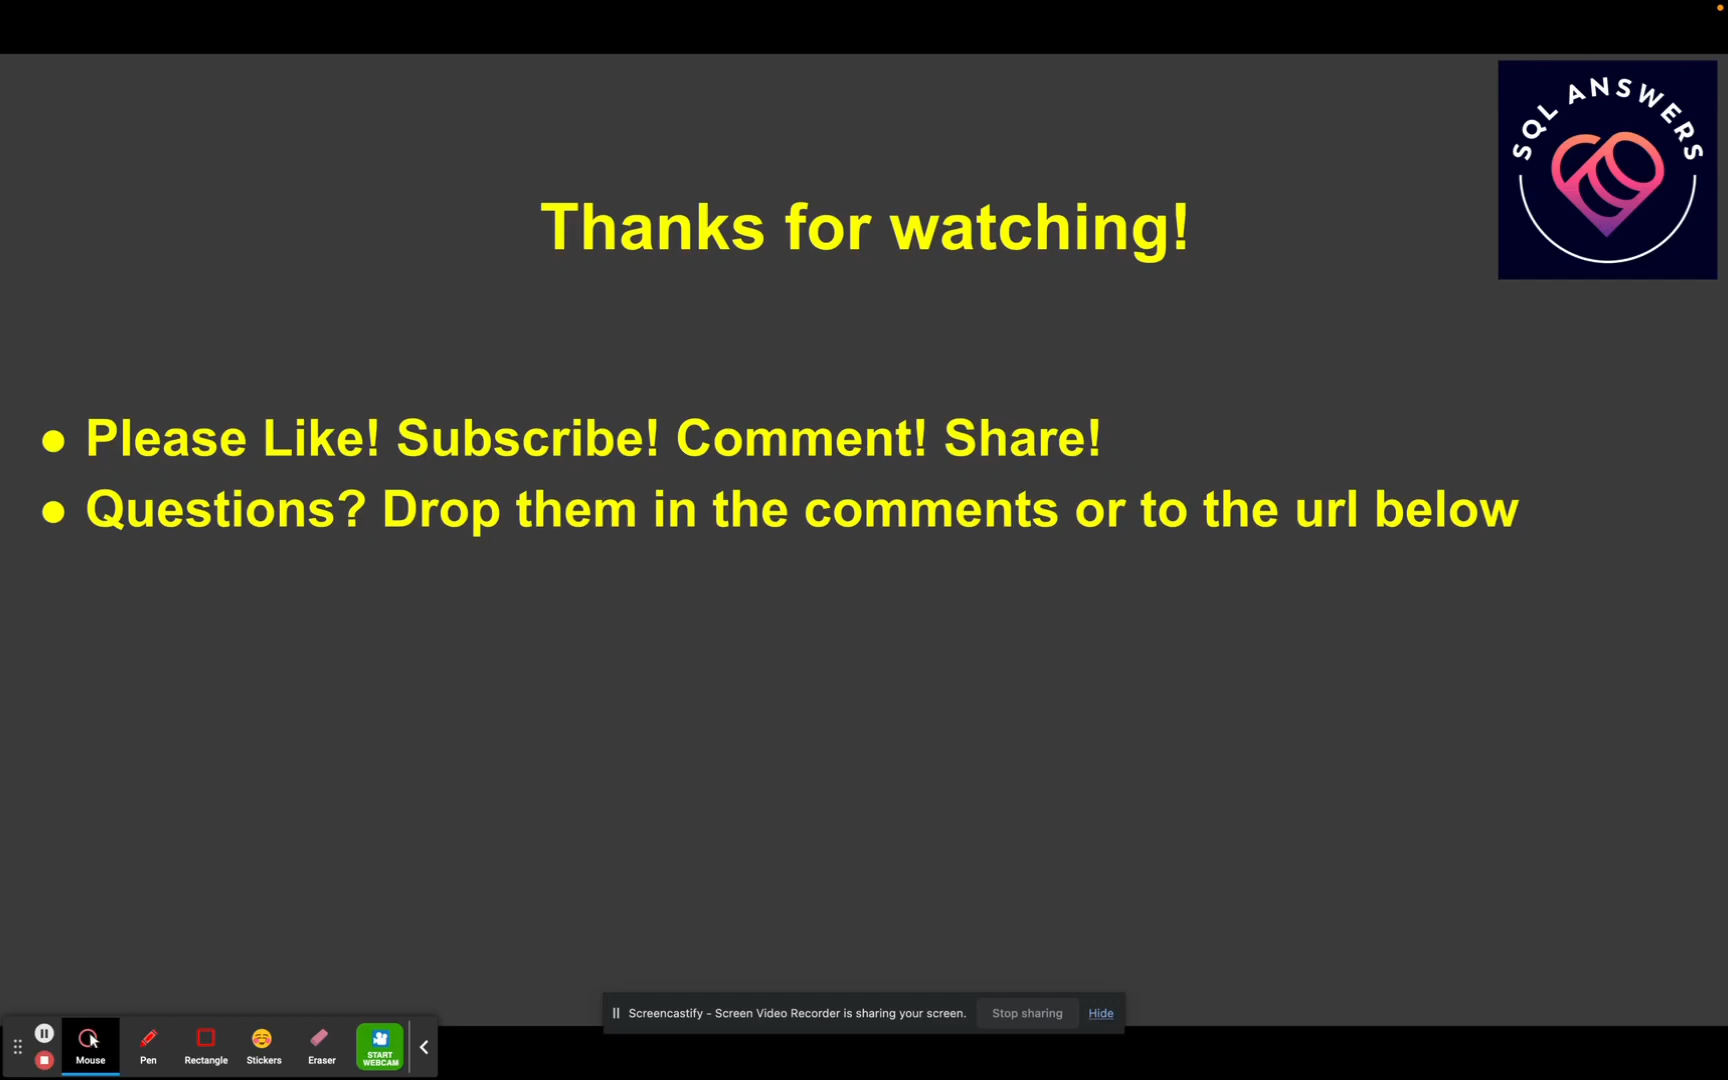 SQL ANSWERS
Thanks for watching!
● Please Like! Subscribe! Comment! Share!
● Questions? Drop them in the comments or to the url below
Screencastify - Screen Video Recorder is sharing your screen.
Stop sharing
Hide
Mouse
Pen
Rectangle
Stickers
Eraser
START
WEBCAM